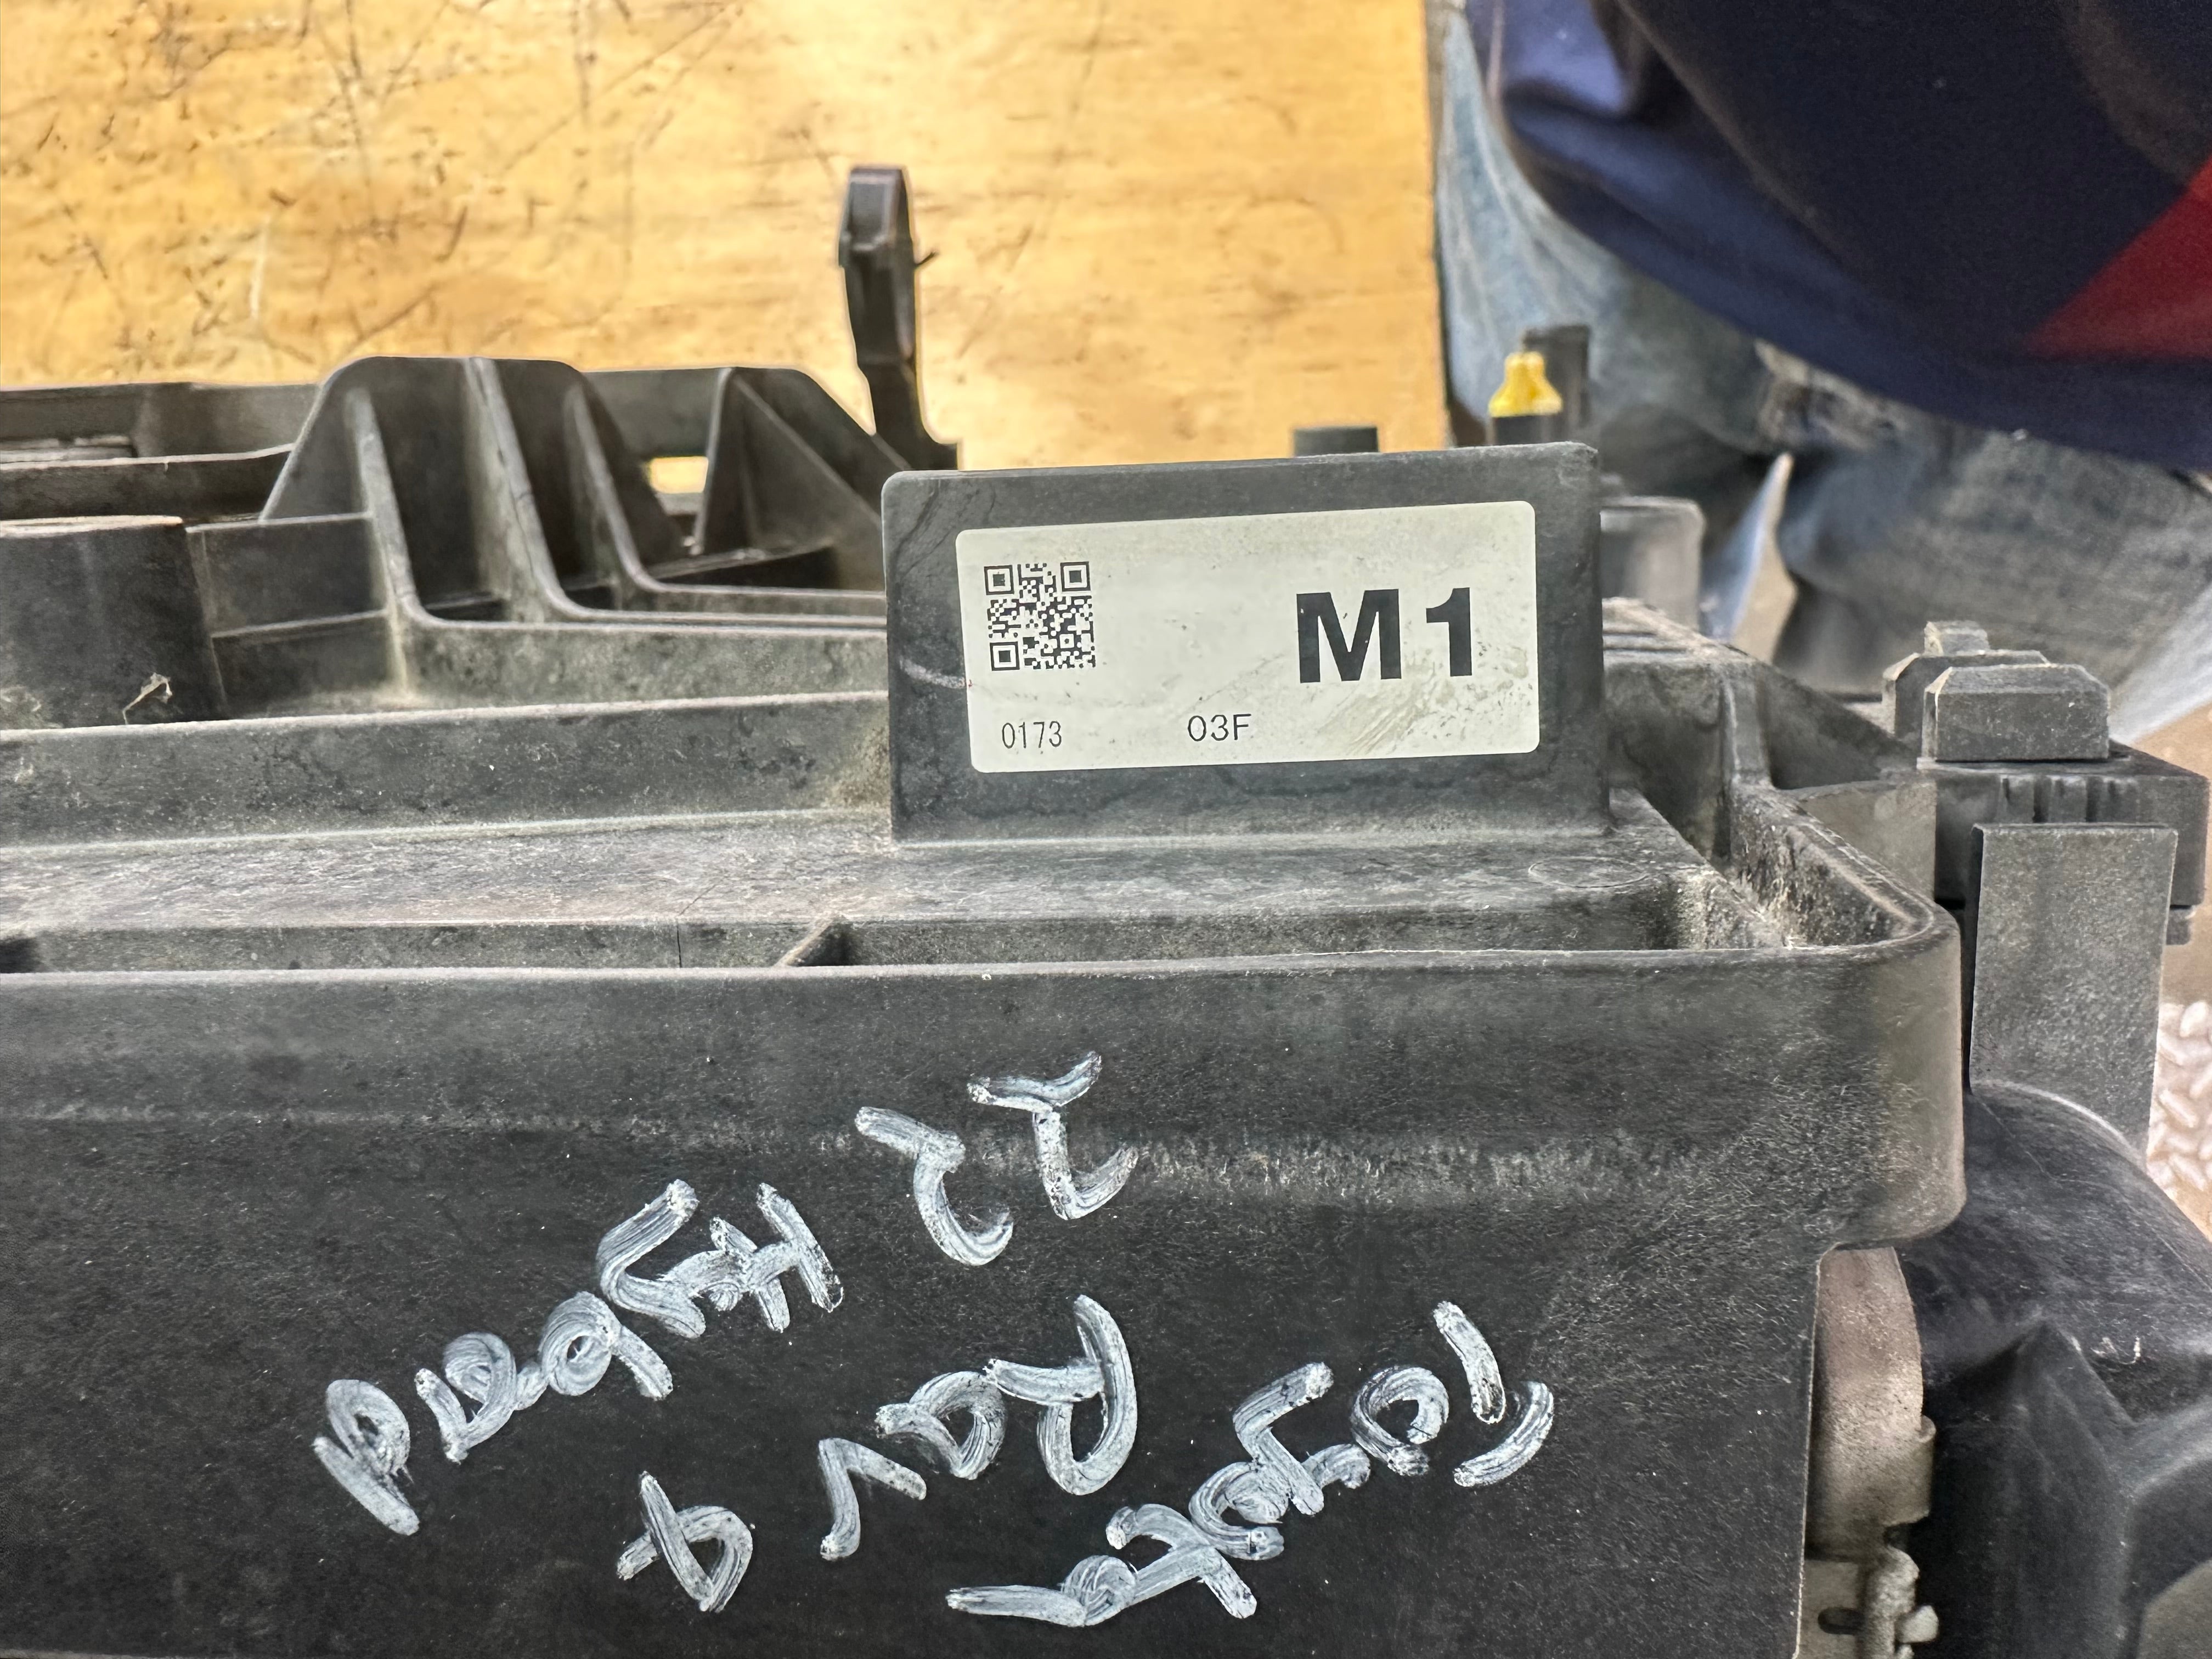 M1
0173 03F
Toyota
Rav 4
22 Hybrid